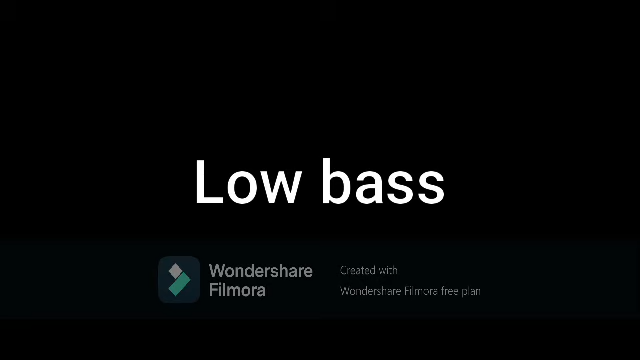 Low bass
Wondershare
Filmora
Created with
Wondershare Filmora free plan